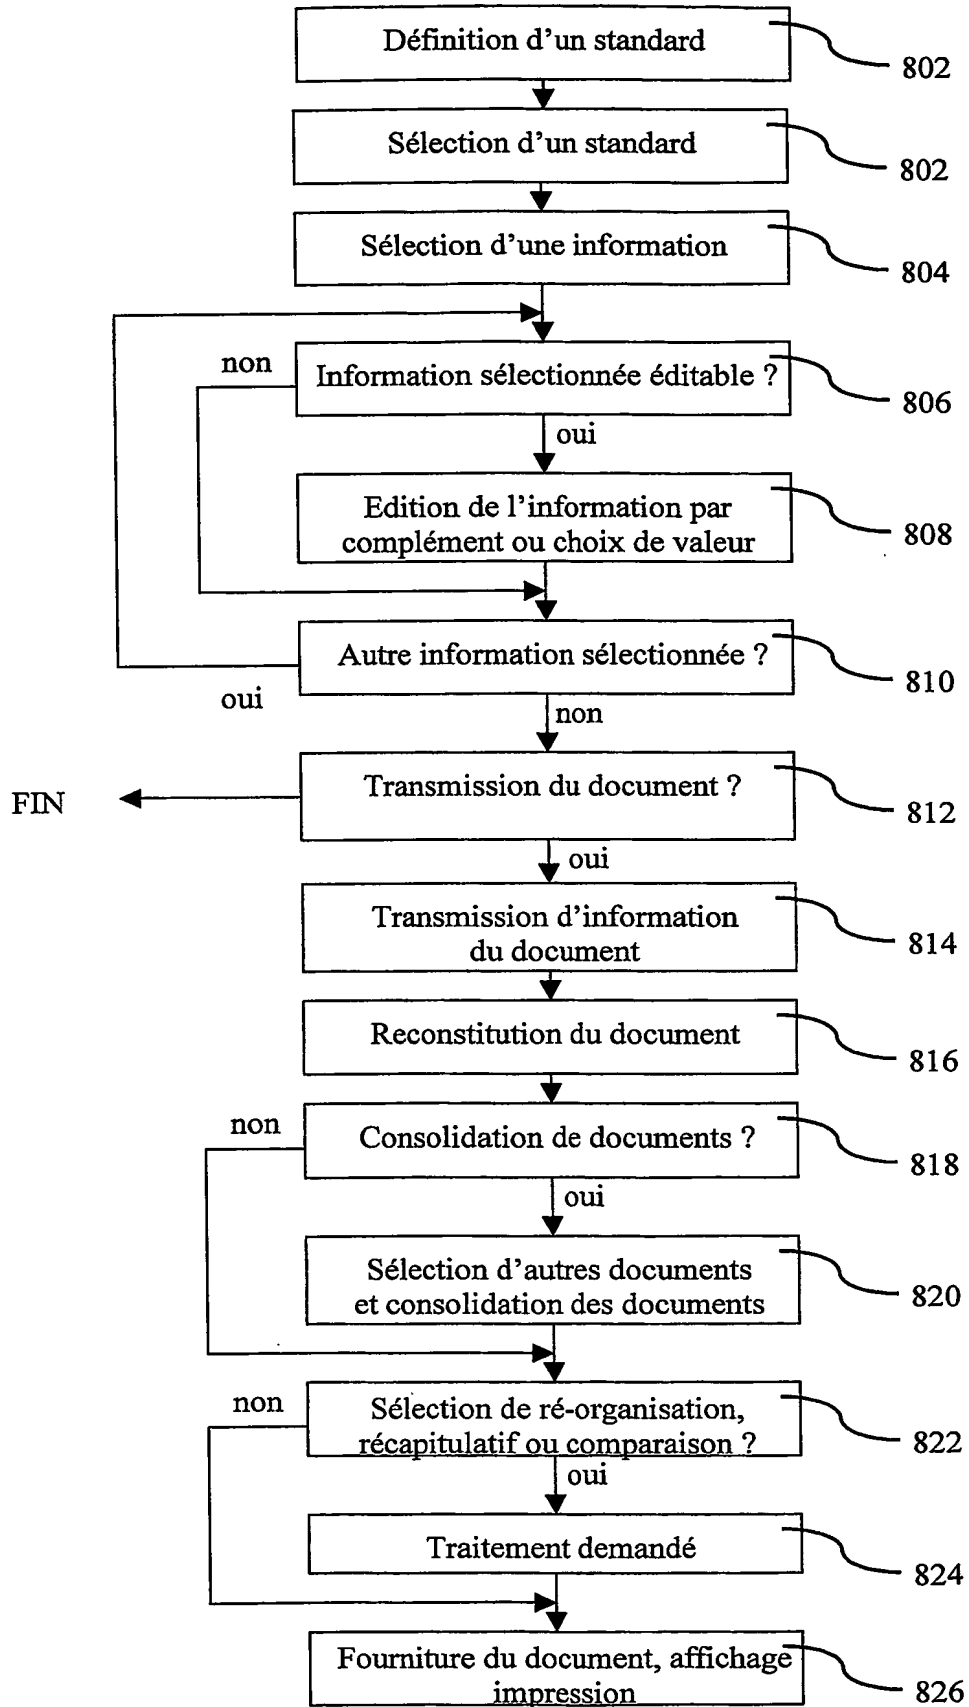 Définition d’un standard
802
Sélection d’un standard
802
Sélection d’une information
804
non
Information sélectionnée éditable ?
806
oui
Edition de l’information par
complément ou choix de valeur
808
Autre information sélectionnée ?
810
oui
non
Transmission du document ?
812
FIN
oui
Transmission d’information
du document
814
Reconstitution du document
816
non
Consolidation de documents ?
818
oui
Sélection d’autres documents
et consolidation des documents
820
non
Sélection de ré-organisation,
récapitulatif ou comparaison ?
822
oui
Traitement demandé
824
Fourniture du document, affichage
impression
826